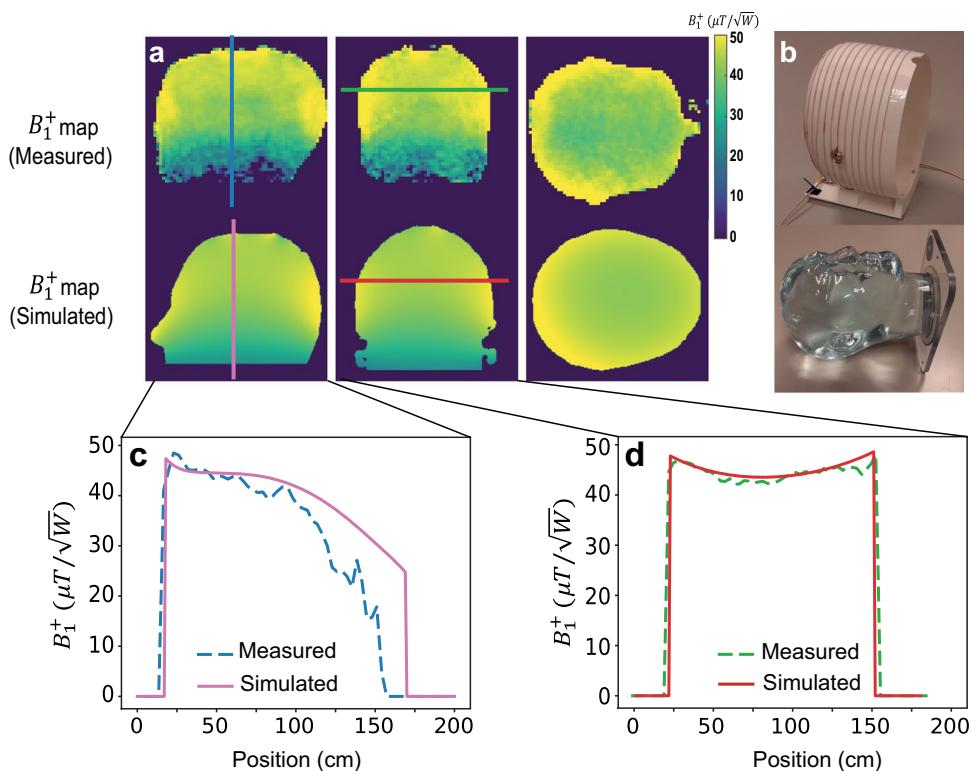 B₁⁺ (μT/√W)
a
50
40
30
20
10
0
b
B₁⁺ map
(Measured)
B₁⁺ map
(Simulated)
c
50
40
30
20
10
0
B₁⁺ (μT/√W)
Measured
Simulated
0 50 100 150 200
Position (cm)
d
50
40
30
20
10
0
B₁⁺ (μT/√W)
Measured
Simulated
0 50 100 150 200
Position (cm)